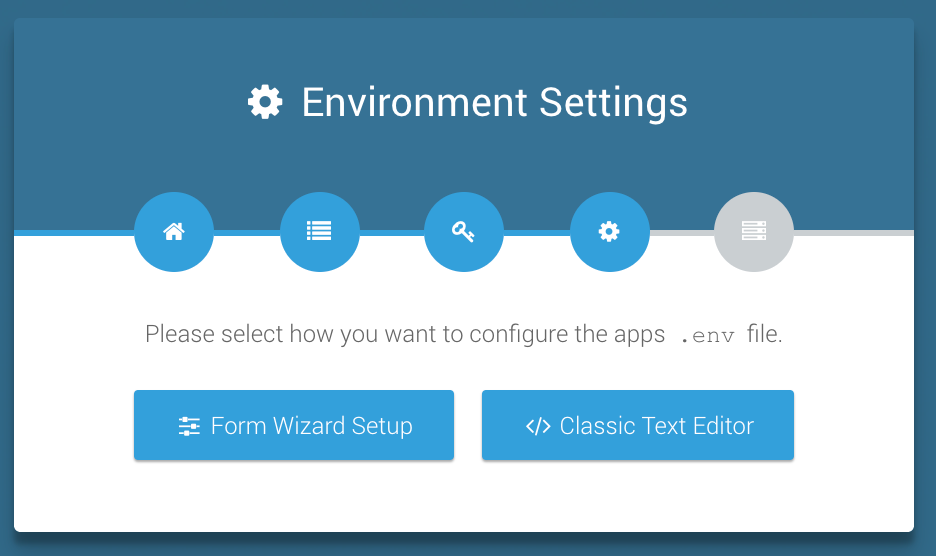 Environment Settings
Please select how you want to configure the apps .env file.
Form Wizard Setup
Classic Text Editor